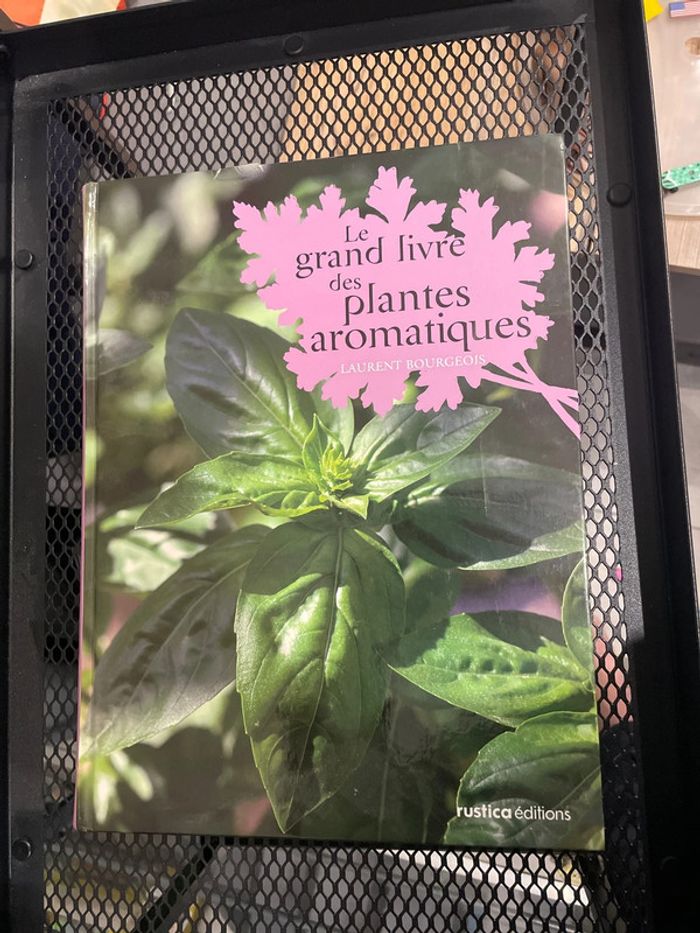 Le
grand livre
des
plantes
aromatiques
LAURENT BOURGEOIS
rustica éditions